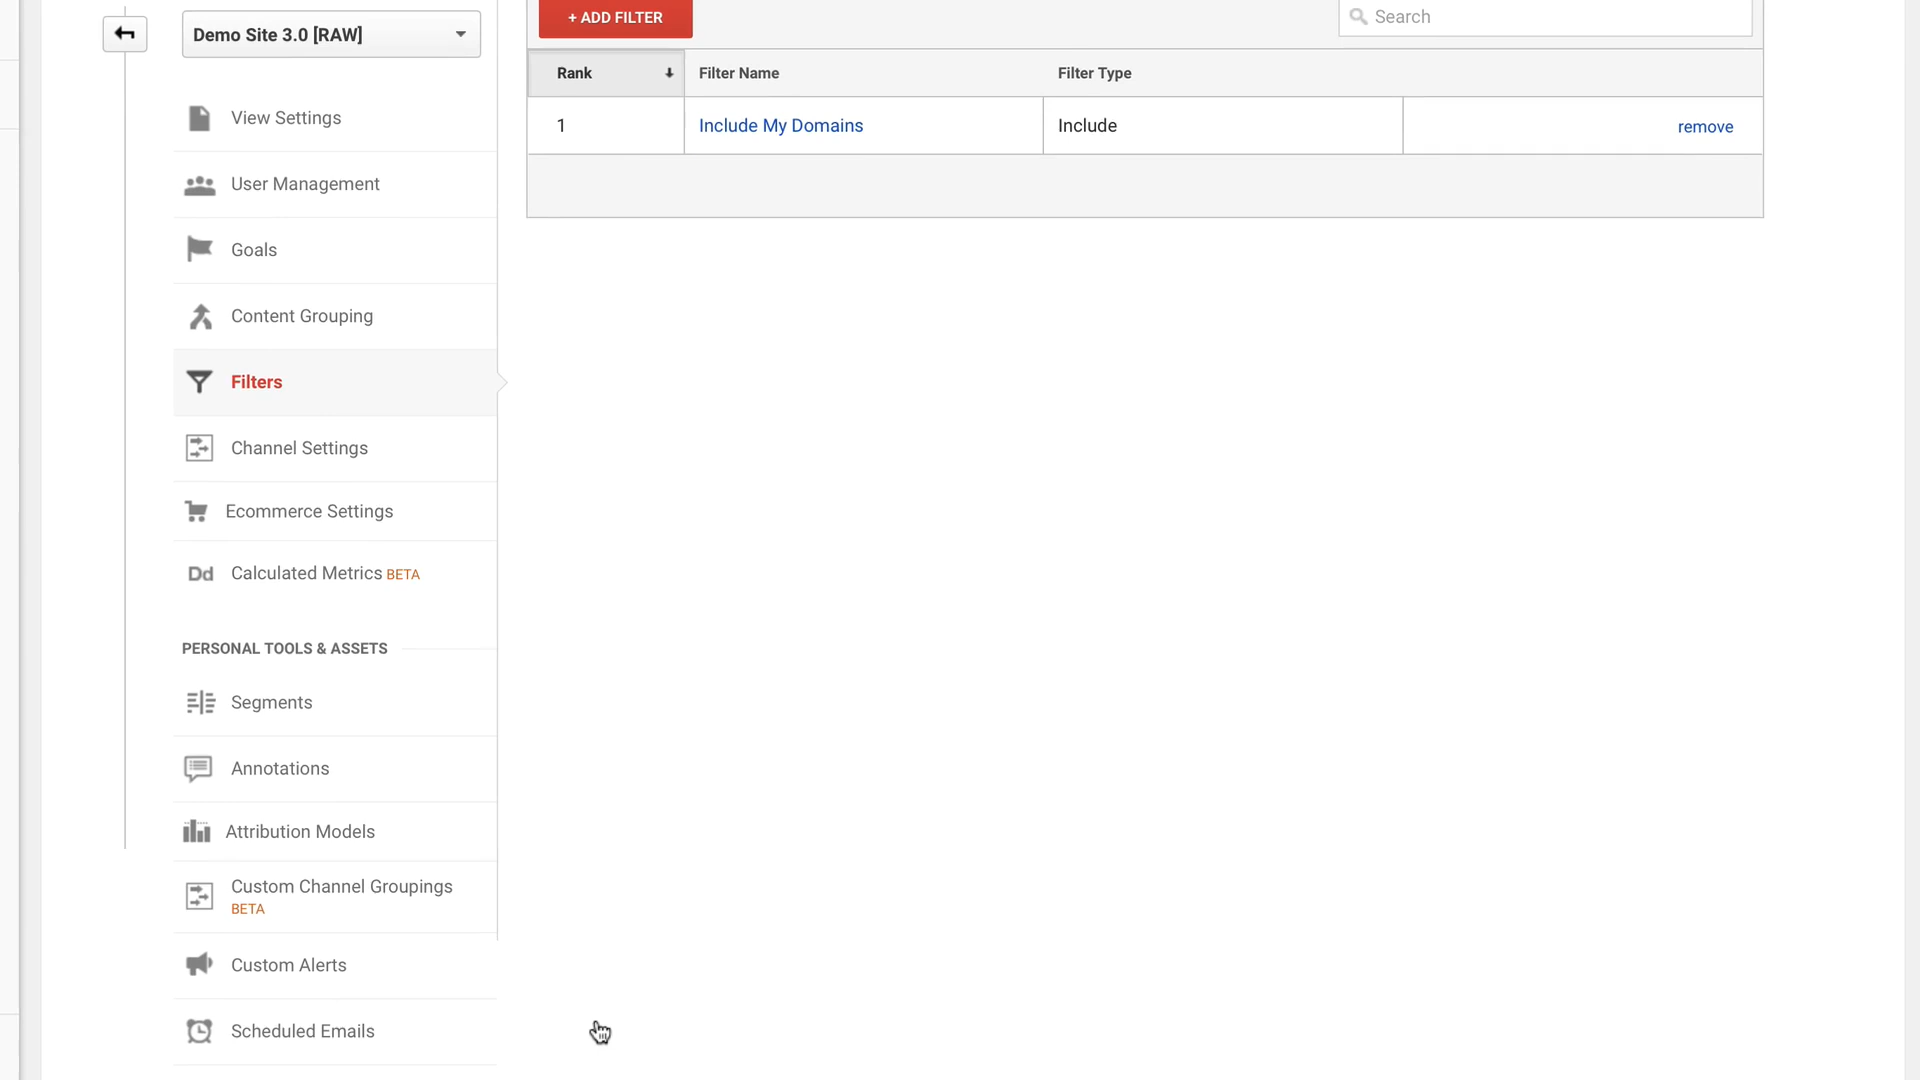 Demo Site 3.0 [RAW]
+ ADD FILTER
Search
Rank
Filter Name
Filter Type
1
Include My Domains
Include
remove
View Settings
User Management
Goals
Content Grouping
Filters
Channel Settings
Ecommerce Settings
Dd Calculated Metrics BETA
PERSONAL TOOLS & ASSETS
Segments
Annotations
Attribution Models
Custom Channel Groupings
BETA
Custom Alerts
Scheduled Emails